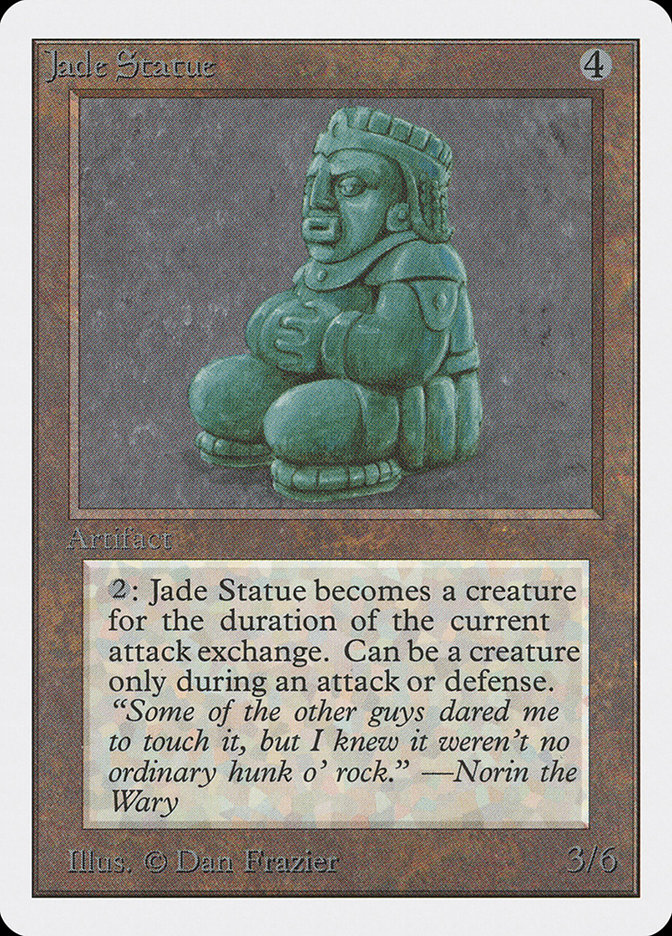 Jade Statue 4
Artifact
2: Jade Statue becomes a creature
for the duration of the current
attack exchange. Can be a creature
only during an attack or defense.
“Some of the other guys dared me
to touch it, but I knew it weren’t no
ordinary hunk o’ rock.” —Norin the
Wary
Illus. © Dan Frazier 3/6